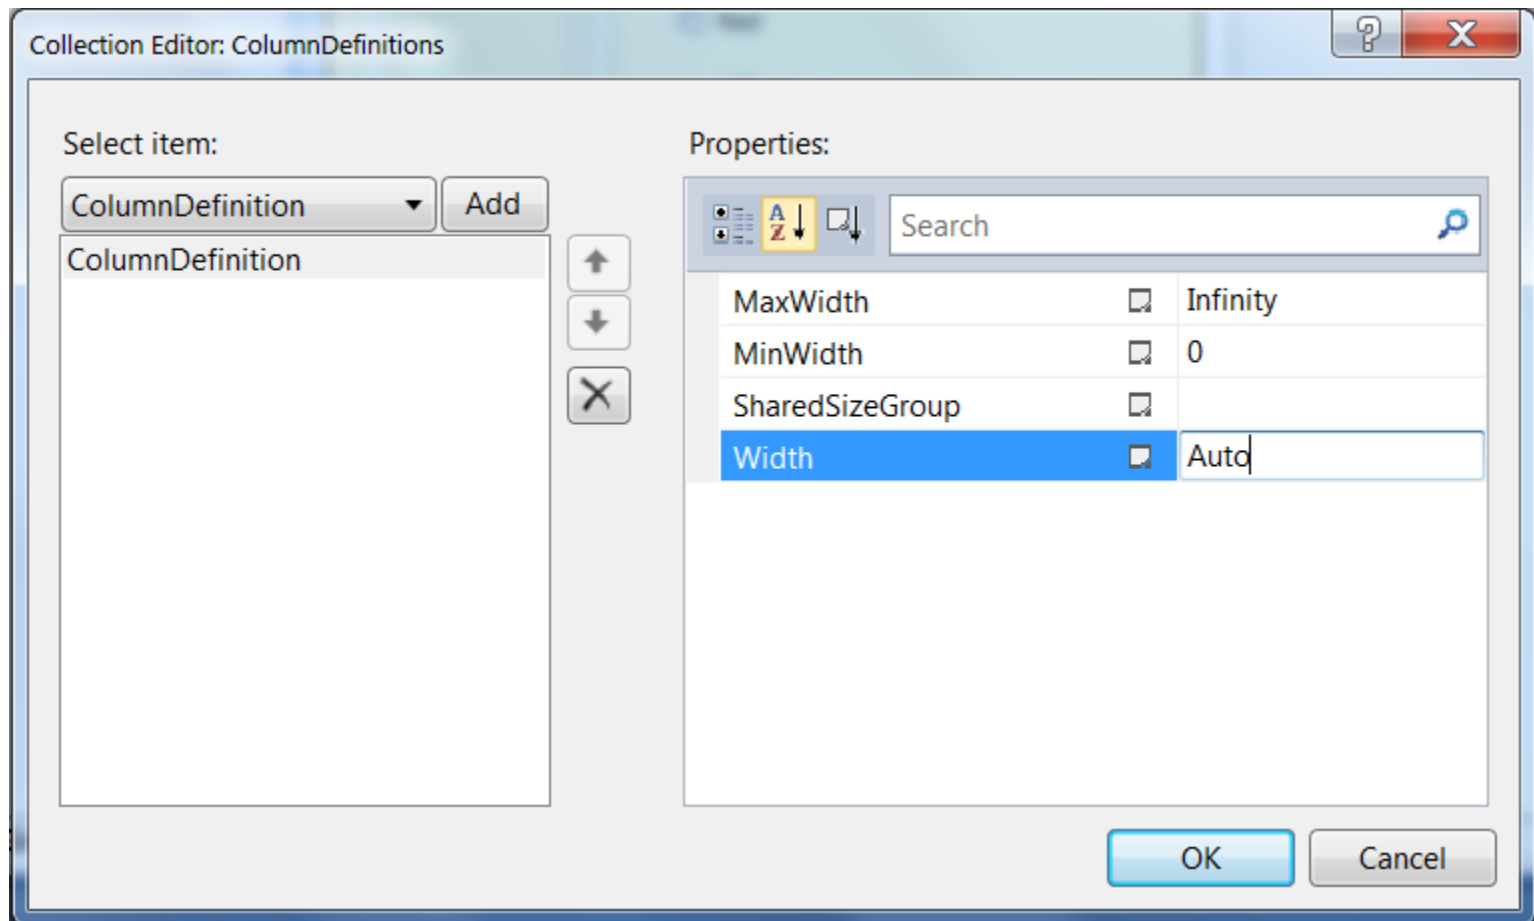 Collection Editor: ColumnDefinitions
Select item:
ColumnDefinition
Add
ColumnDefinition
Properties:
Search
MaxWidth Infinity
MinWidth 0
SharedSizeGroup
Width Auto
OK
Cancel